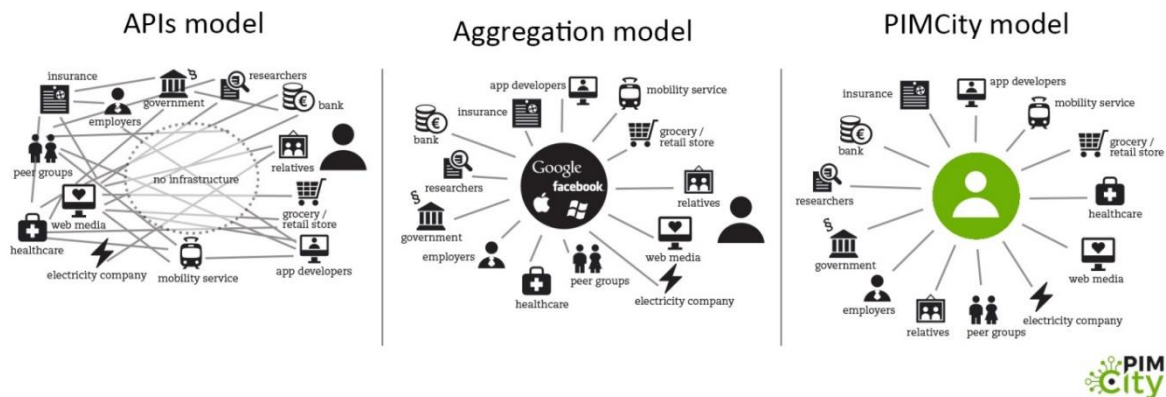 APIs model
insurance
§
government
researchers
€
bank
employers
relatives
peer groups
no infrastructure
web media
grocery /
retail store
healthcare
electricity company
mobility service
app developers
Aggregation model
app developers
mobility service
insurance
€
bank
grocery /
retail store
researchers
€
Google
facebook
relatives
§
government
web media
employers
peer groups
healthcare
electricity company
PIMCity model
app developers
insurance
mobility service
€
bank
grocery /
retail store
researchers
€
healthcare
§
government
web media
employers
relatives
peer groups
electricity company
PIM
City